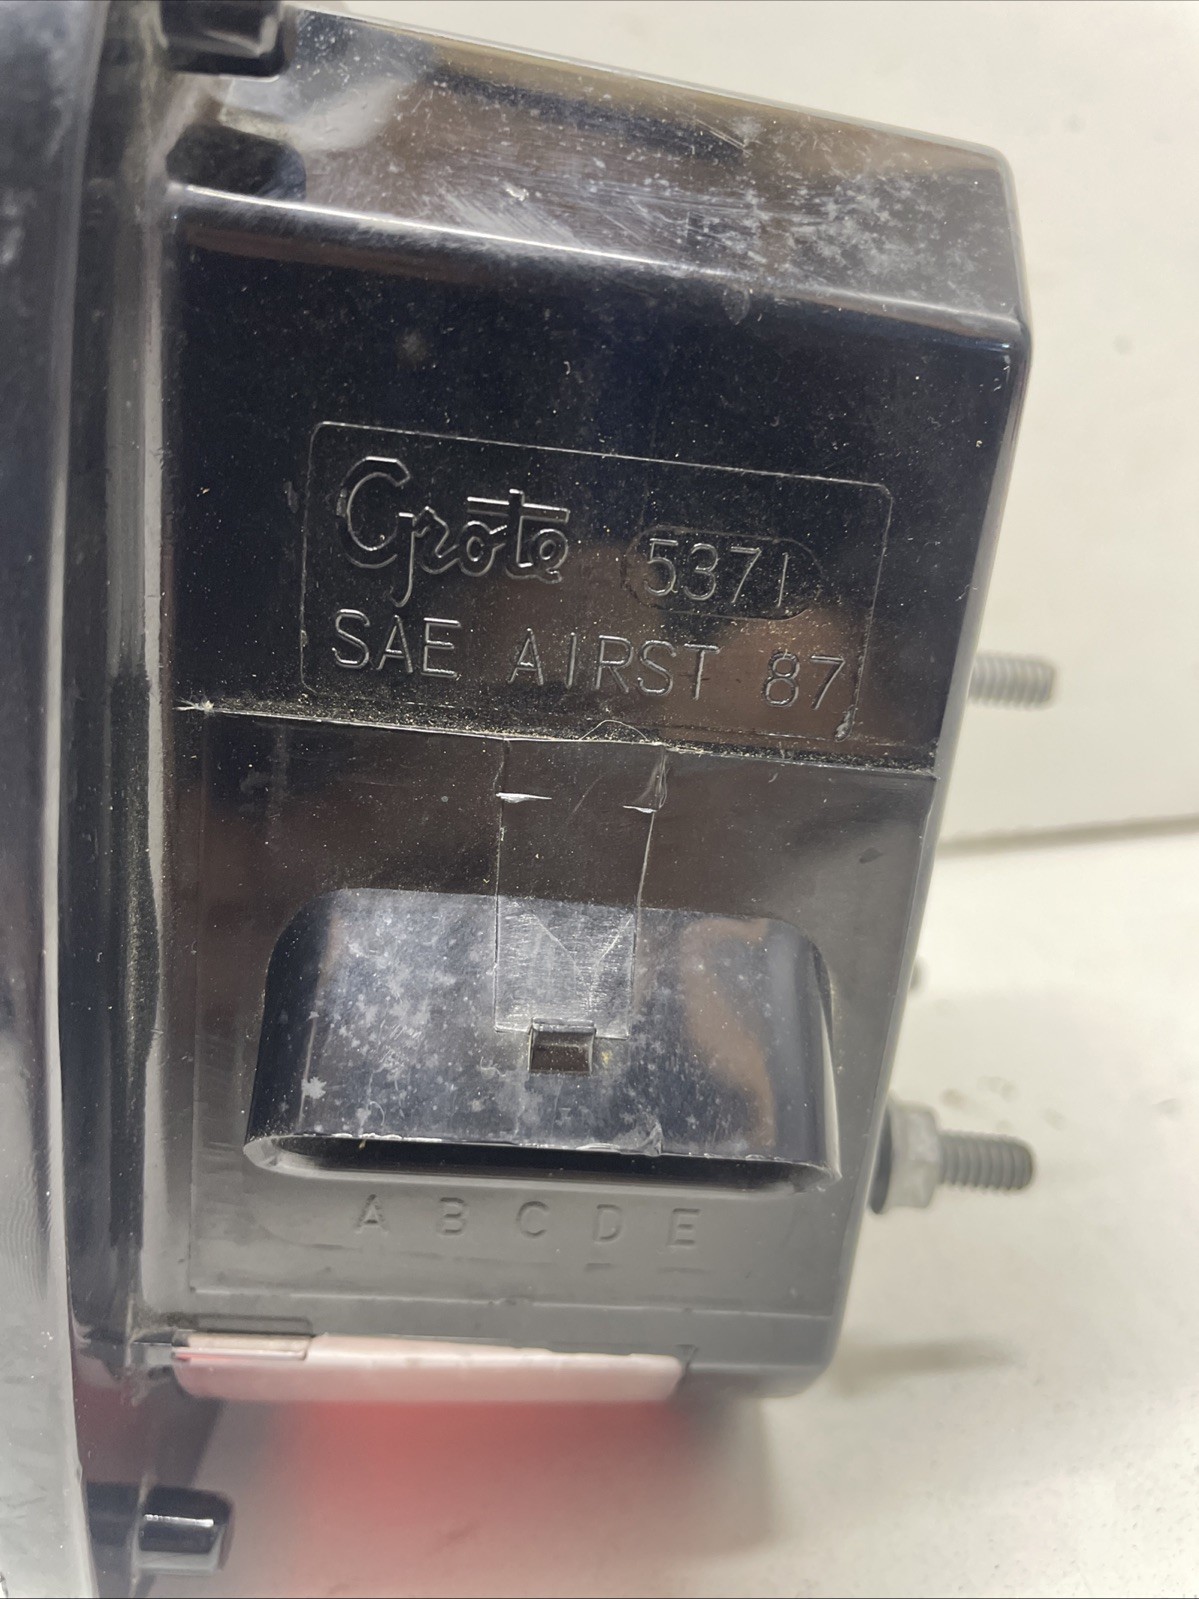 Grote 5371
SAE AIRST 87
A B C D E